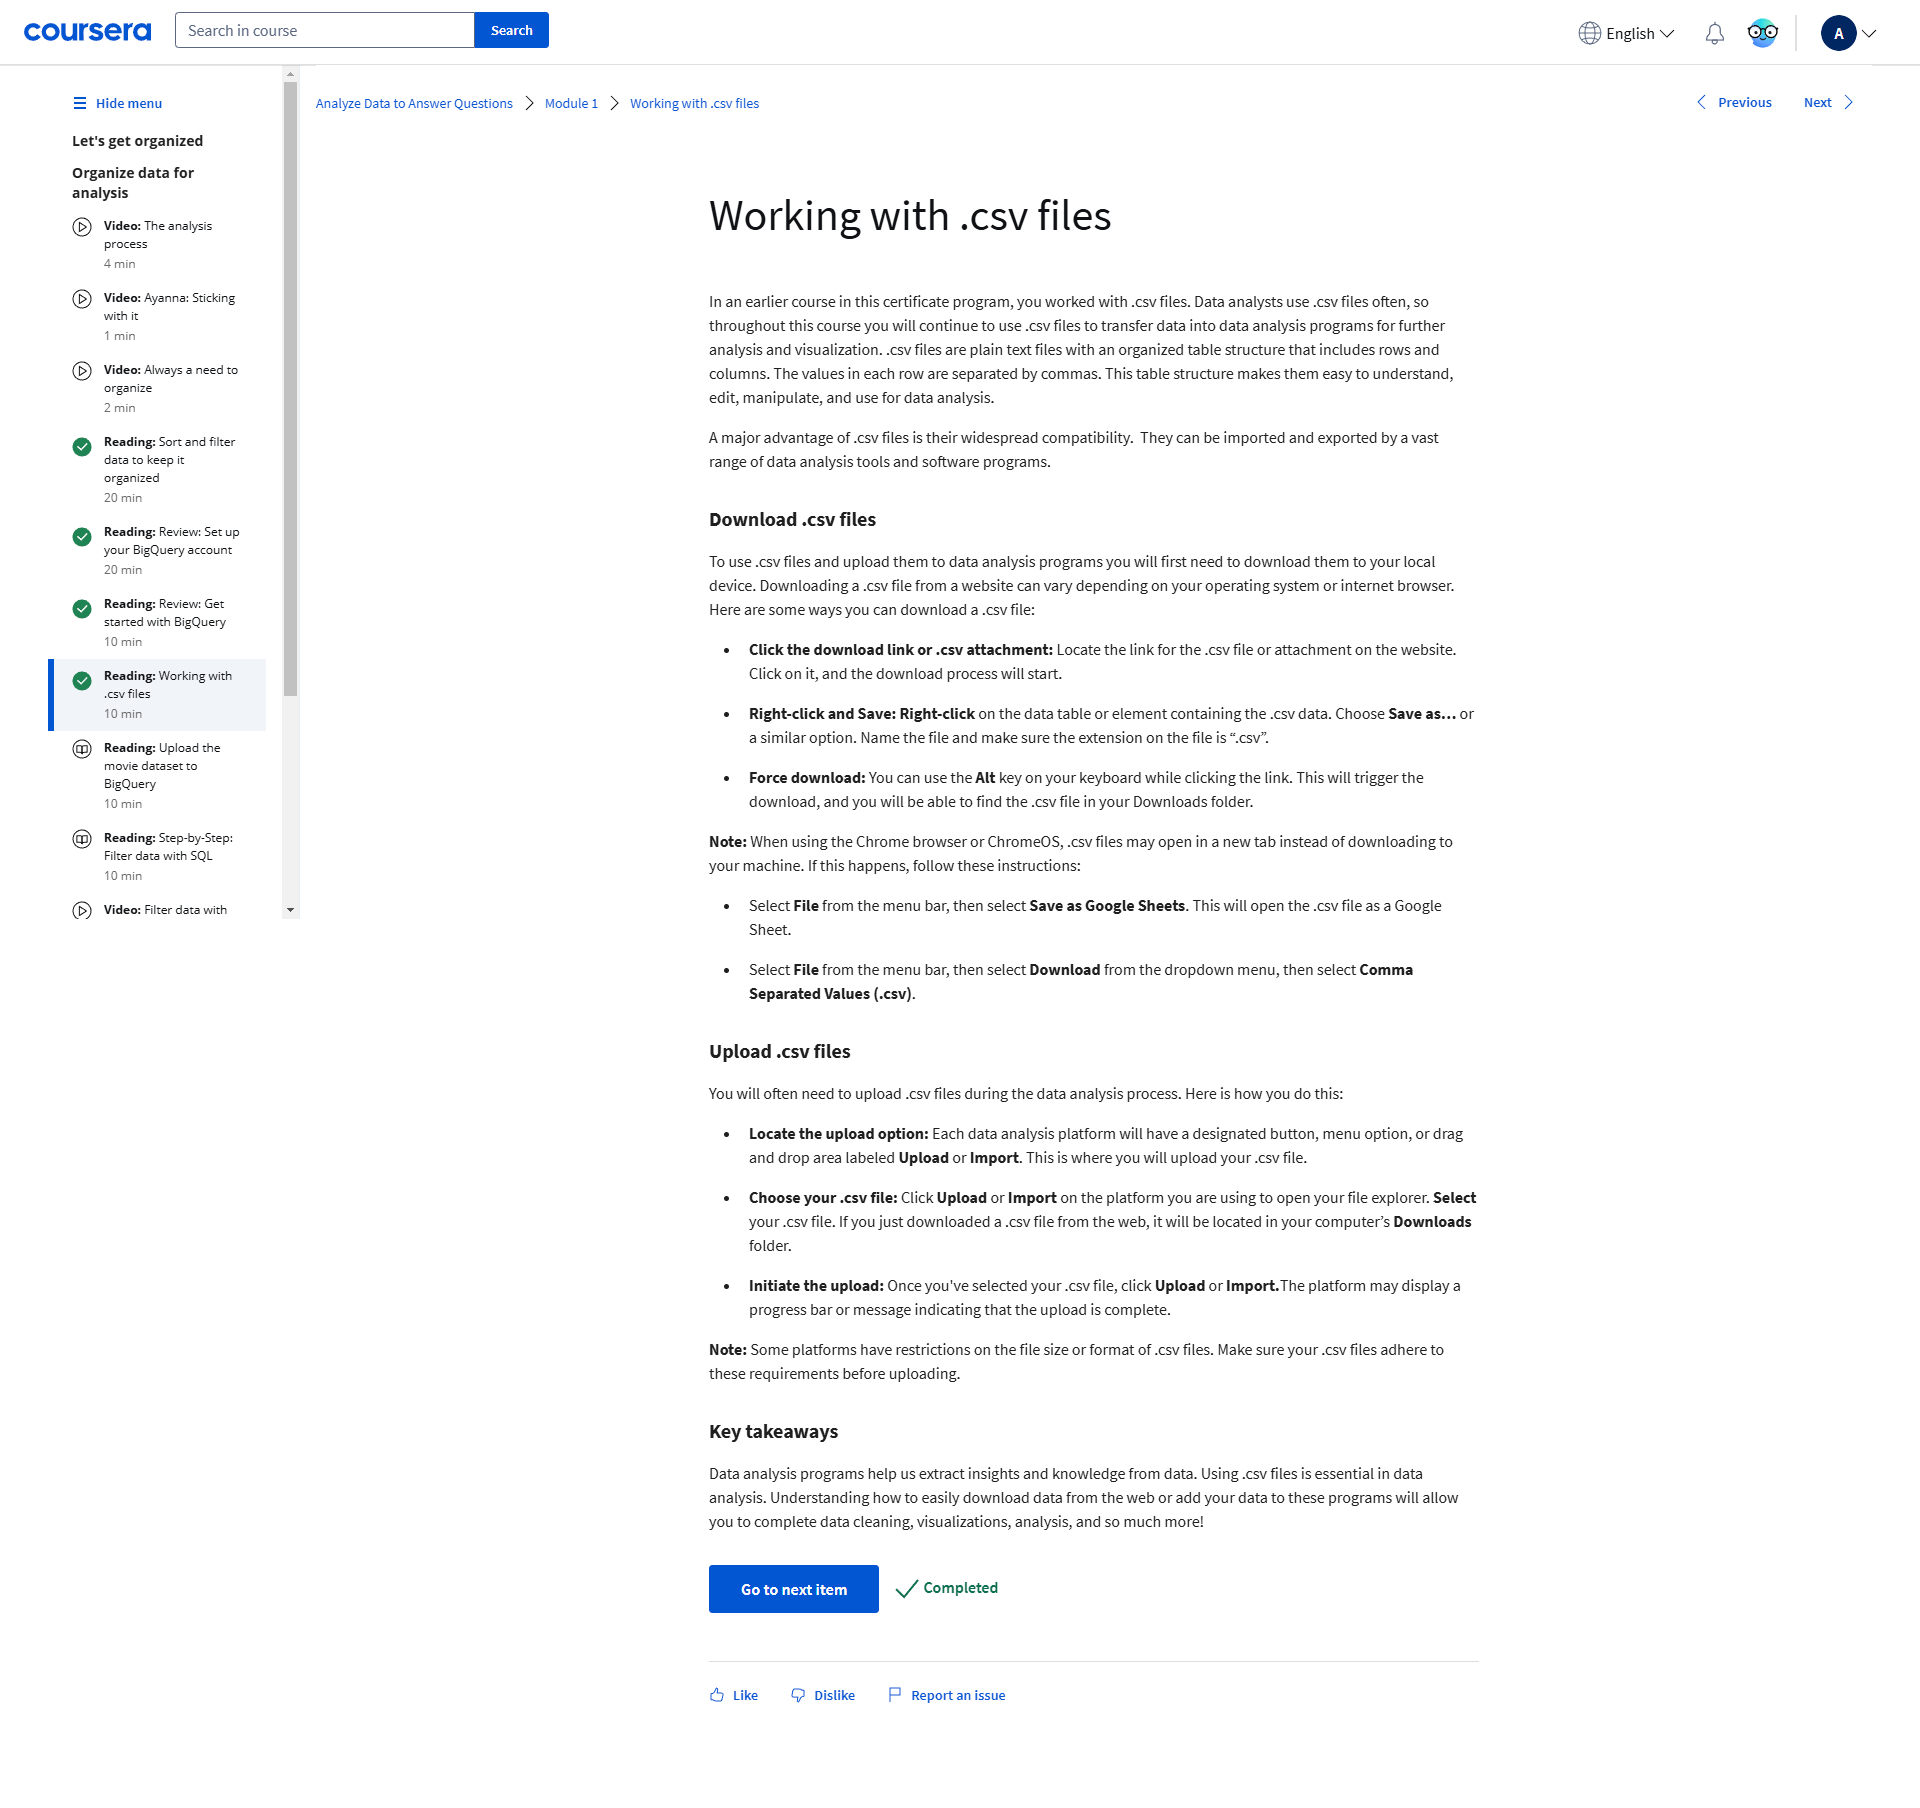 coursera
Search in course
Search
English
A
Hide menu
Let's get organized
Organize data for
analysis
Video: The analysis
process
4 min
Video: Ayanna: Sticking
with it
1 min
Video: Always a need to
organize
2 min
Reading: Sort and filter
data to keep it
organized
20 min
Reading: Review: Set up
your BigQuery account
20 min
Reading: Review: Get
started with BigQuery
10 min
Reading: Working with
.csv files
10 min
Reading: Upload the
movie dataset to
BigQuery
10 min
Reading: Step-by-Step:
Filter data with SQL
10 min
Video: Filter data with
Analyze Data to Answer Questions
Module 1
Working with .csv files
Previous
Next
Working with .csv files
In an earlier course in this certificate program, you worked with .csv files. Data analysts use .csv files often, so
throughout this course you will continue to use .csv files to transfer data into data analysis programs for further
analysis and visualization. .csv files are plain text files with an organized table structure that includes rows and
columns. The values in each row are separated by commas. This table structure makes them easy to understand,
edit, manipulate, and use for data analysis.
A major advantage of .csv files is their widespread compatibility.  They can be imported and exported by a vast
range of data analysis tools and software programs.
Download .csv files
To use .csv files and upload them to data analysis programs you will first need to download them to your local
device. Downloading a .csv file from a website can vary depending on your operating system or internet browser.
Here are some ways you can download a .csv file:
• Click the download link or .csv attachment: Locate the link for the .csv file or attachment on the website.
Click on it, and the download process will start.
• Right-click and Save: Right-click on the data table or element containing the .csv data. Choose Save as… or
a similar option. Name the file and make sure the extension on the file is “.csv”.
• Force download: You can use the Alt key on your keyboard while clicking the link. This will trigger the
download, and you will be able to find the .csv file in your Downloads folder.
Note: When using the Chrome browser or ChromeOS, .csv files may open in a new tab instead of downloading to
your machine. If this happens, follow these instructions:
• Select File from the menu bar, then select Save as Google Sheets. This will open the .csv file as a Google
Sheet.
• Select File from the menu bar, then select Download from the dropdown menu, then select Comma
Separated Values (.csv).
Upload .csv files
You will often need to upload .csv files during the data analysis process. Here is how you do this:
• Locate the upload option: Each data analysis platform will have a designated button, menu option, or drag
and drop area labeled Upload or Import. This is where you will upload your .csv file.
• Choose your .csv file: Click Upload or Import on the platform you are using to open your file explorer. Select
your .csv file. If you just downloaded a .csv file from the web, it will be located in your computer’s Downloads
folder.
• Initiate the upload: Once you've selected your .csv file, click Upload or Import.The platform may display a
progress bar or message indicating that the upload is complete.
Note: Some platforms have restrictions on the file size or format of .csv files. Make sure your .csv files adhere to
these requirements before uploading.
Key takeaways
Data analysis programs help us extract insights and knowledge from data. Using .csv files is essential in data
analysis. Understanding how to easily download data from the web or add your data to these programs will allow
you to complete data cleaning, visualizations, analysis, and so much more!
Go to next item
Completed
Like
Dislike
Report an issue